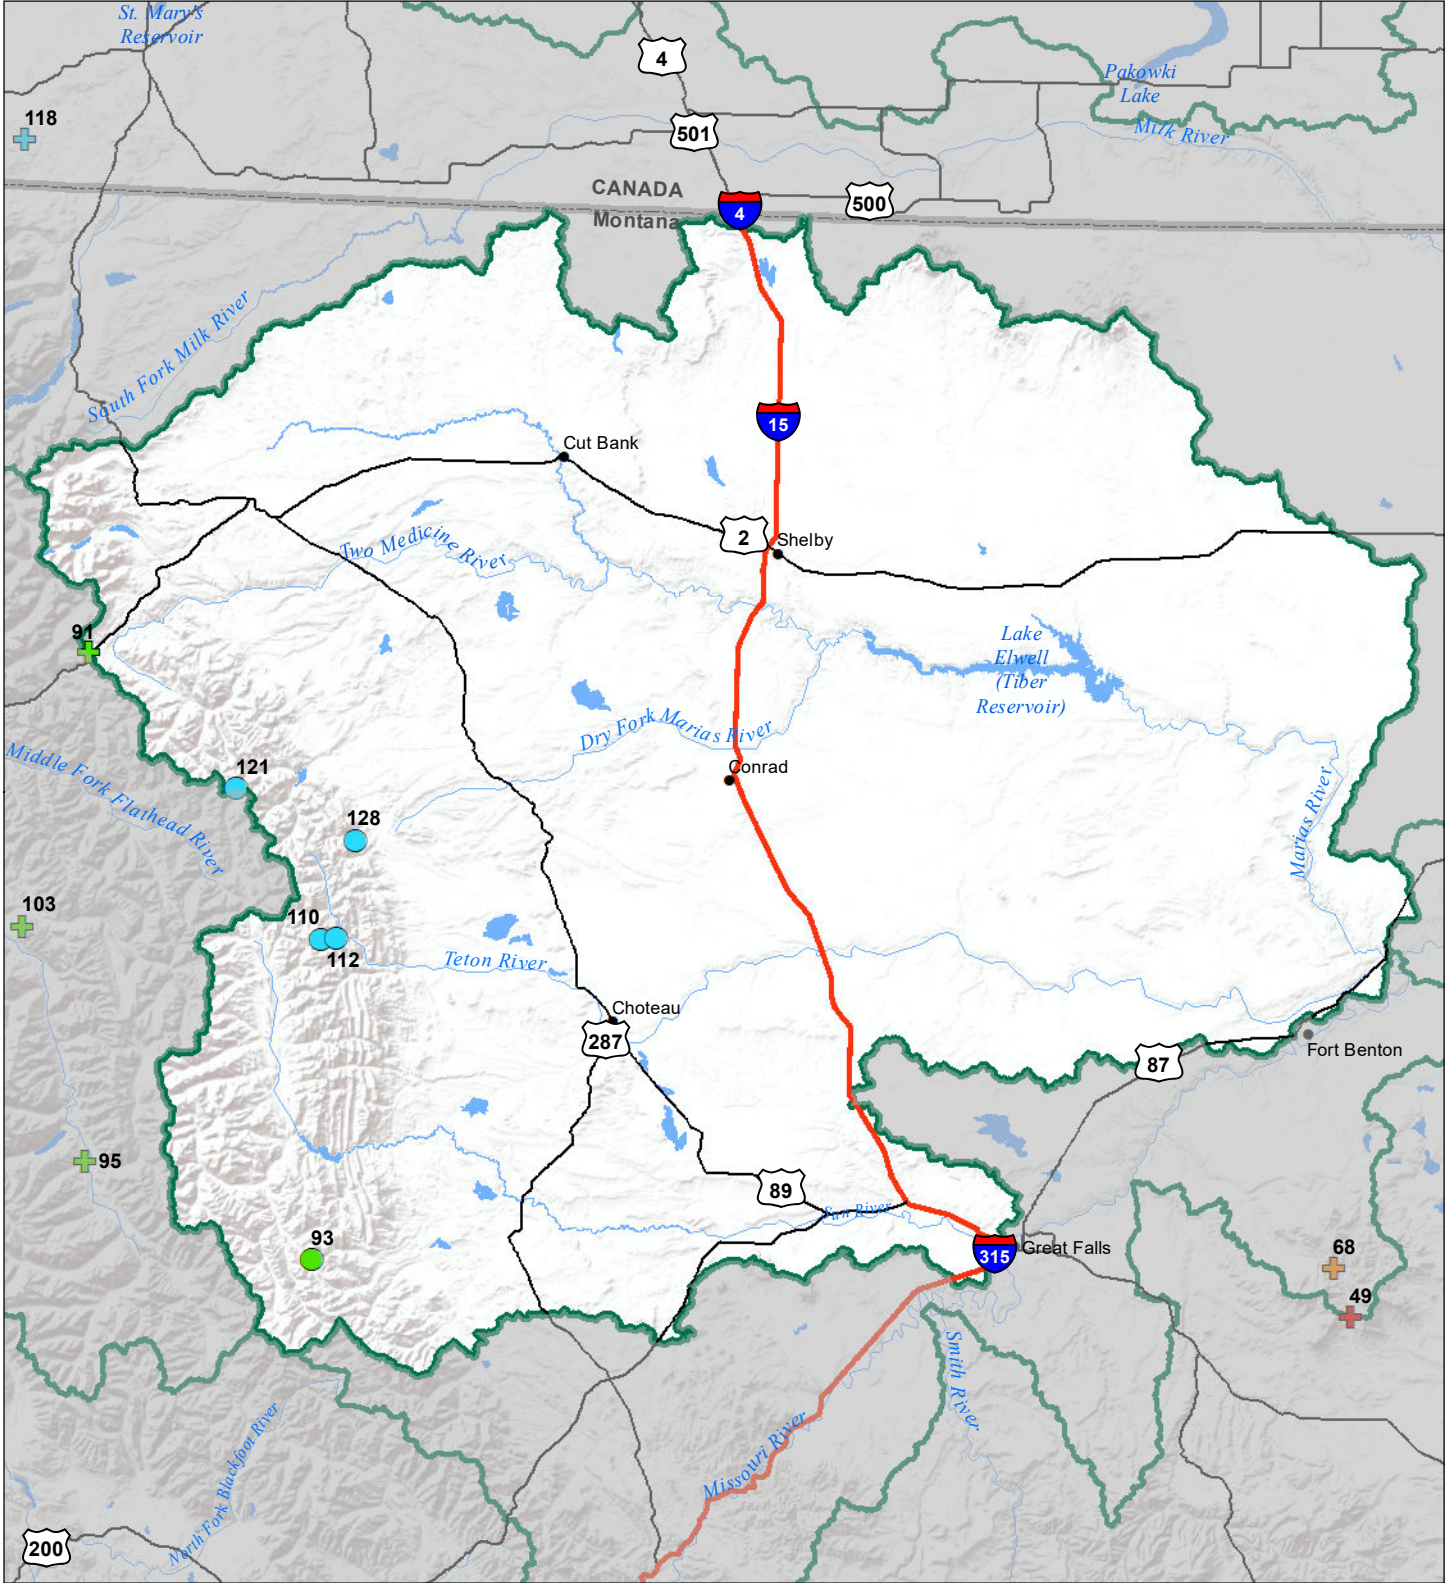 St. Mary's
Reservoir
4
Pakowki
Lake
118
501
Milk River
CANADA
Montana
4
500
South Fork Milk River
15
Cut Bank
2
Shelby
Two Medicine River
91
Lake
Elwell
(Tiber
Reservoir)
Dry Fork Marias River
Middle Fork Flathead River
121
Conrad
Marias River
128
103
110
112
Teton River
Choteau
287
Fort Benton
87
95
89
Sun River
93
315
Great Falls
68
49
Smith River
Missouri River
North Fork Blackfoot River
200